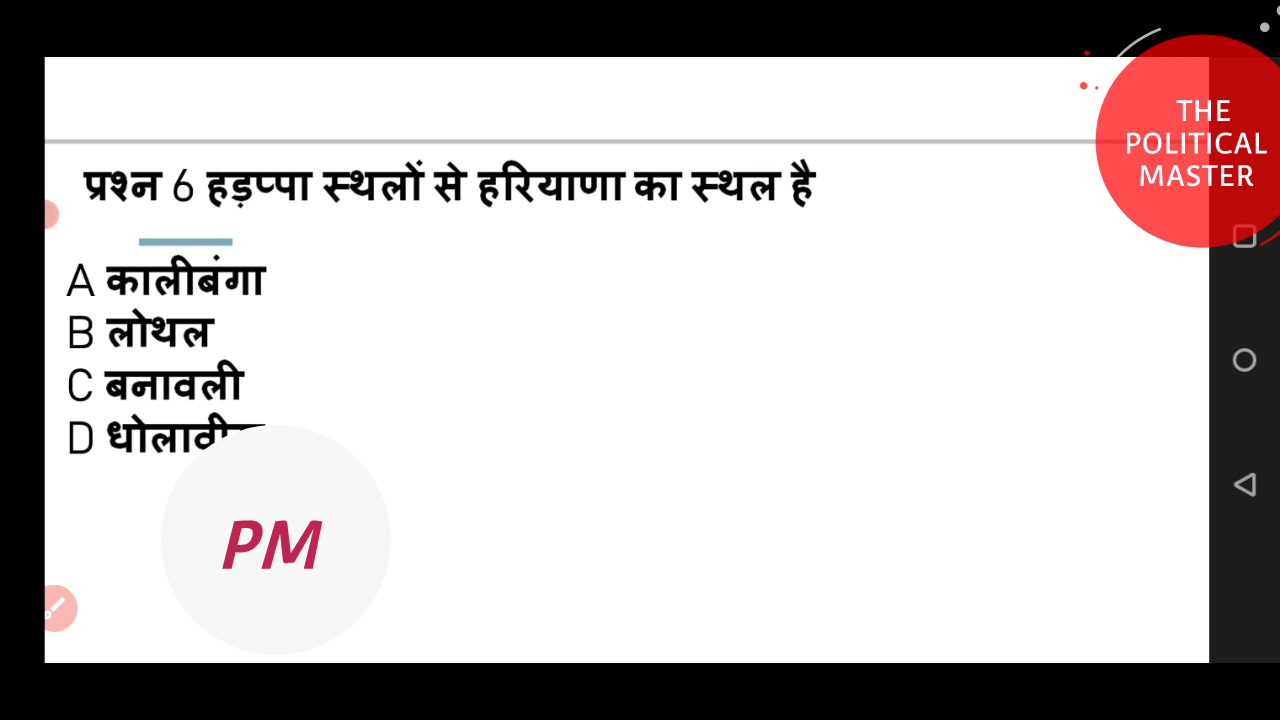 THE
POLITICAL
MASTER
प्रश्न 6 हड़प्पा स्थलों से हरियाणा का स्थल है
A कालीबंगा
B लोथल
C बनावली
D
PM